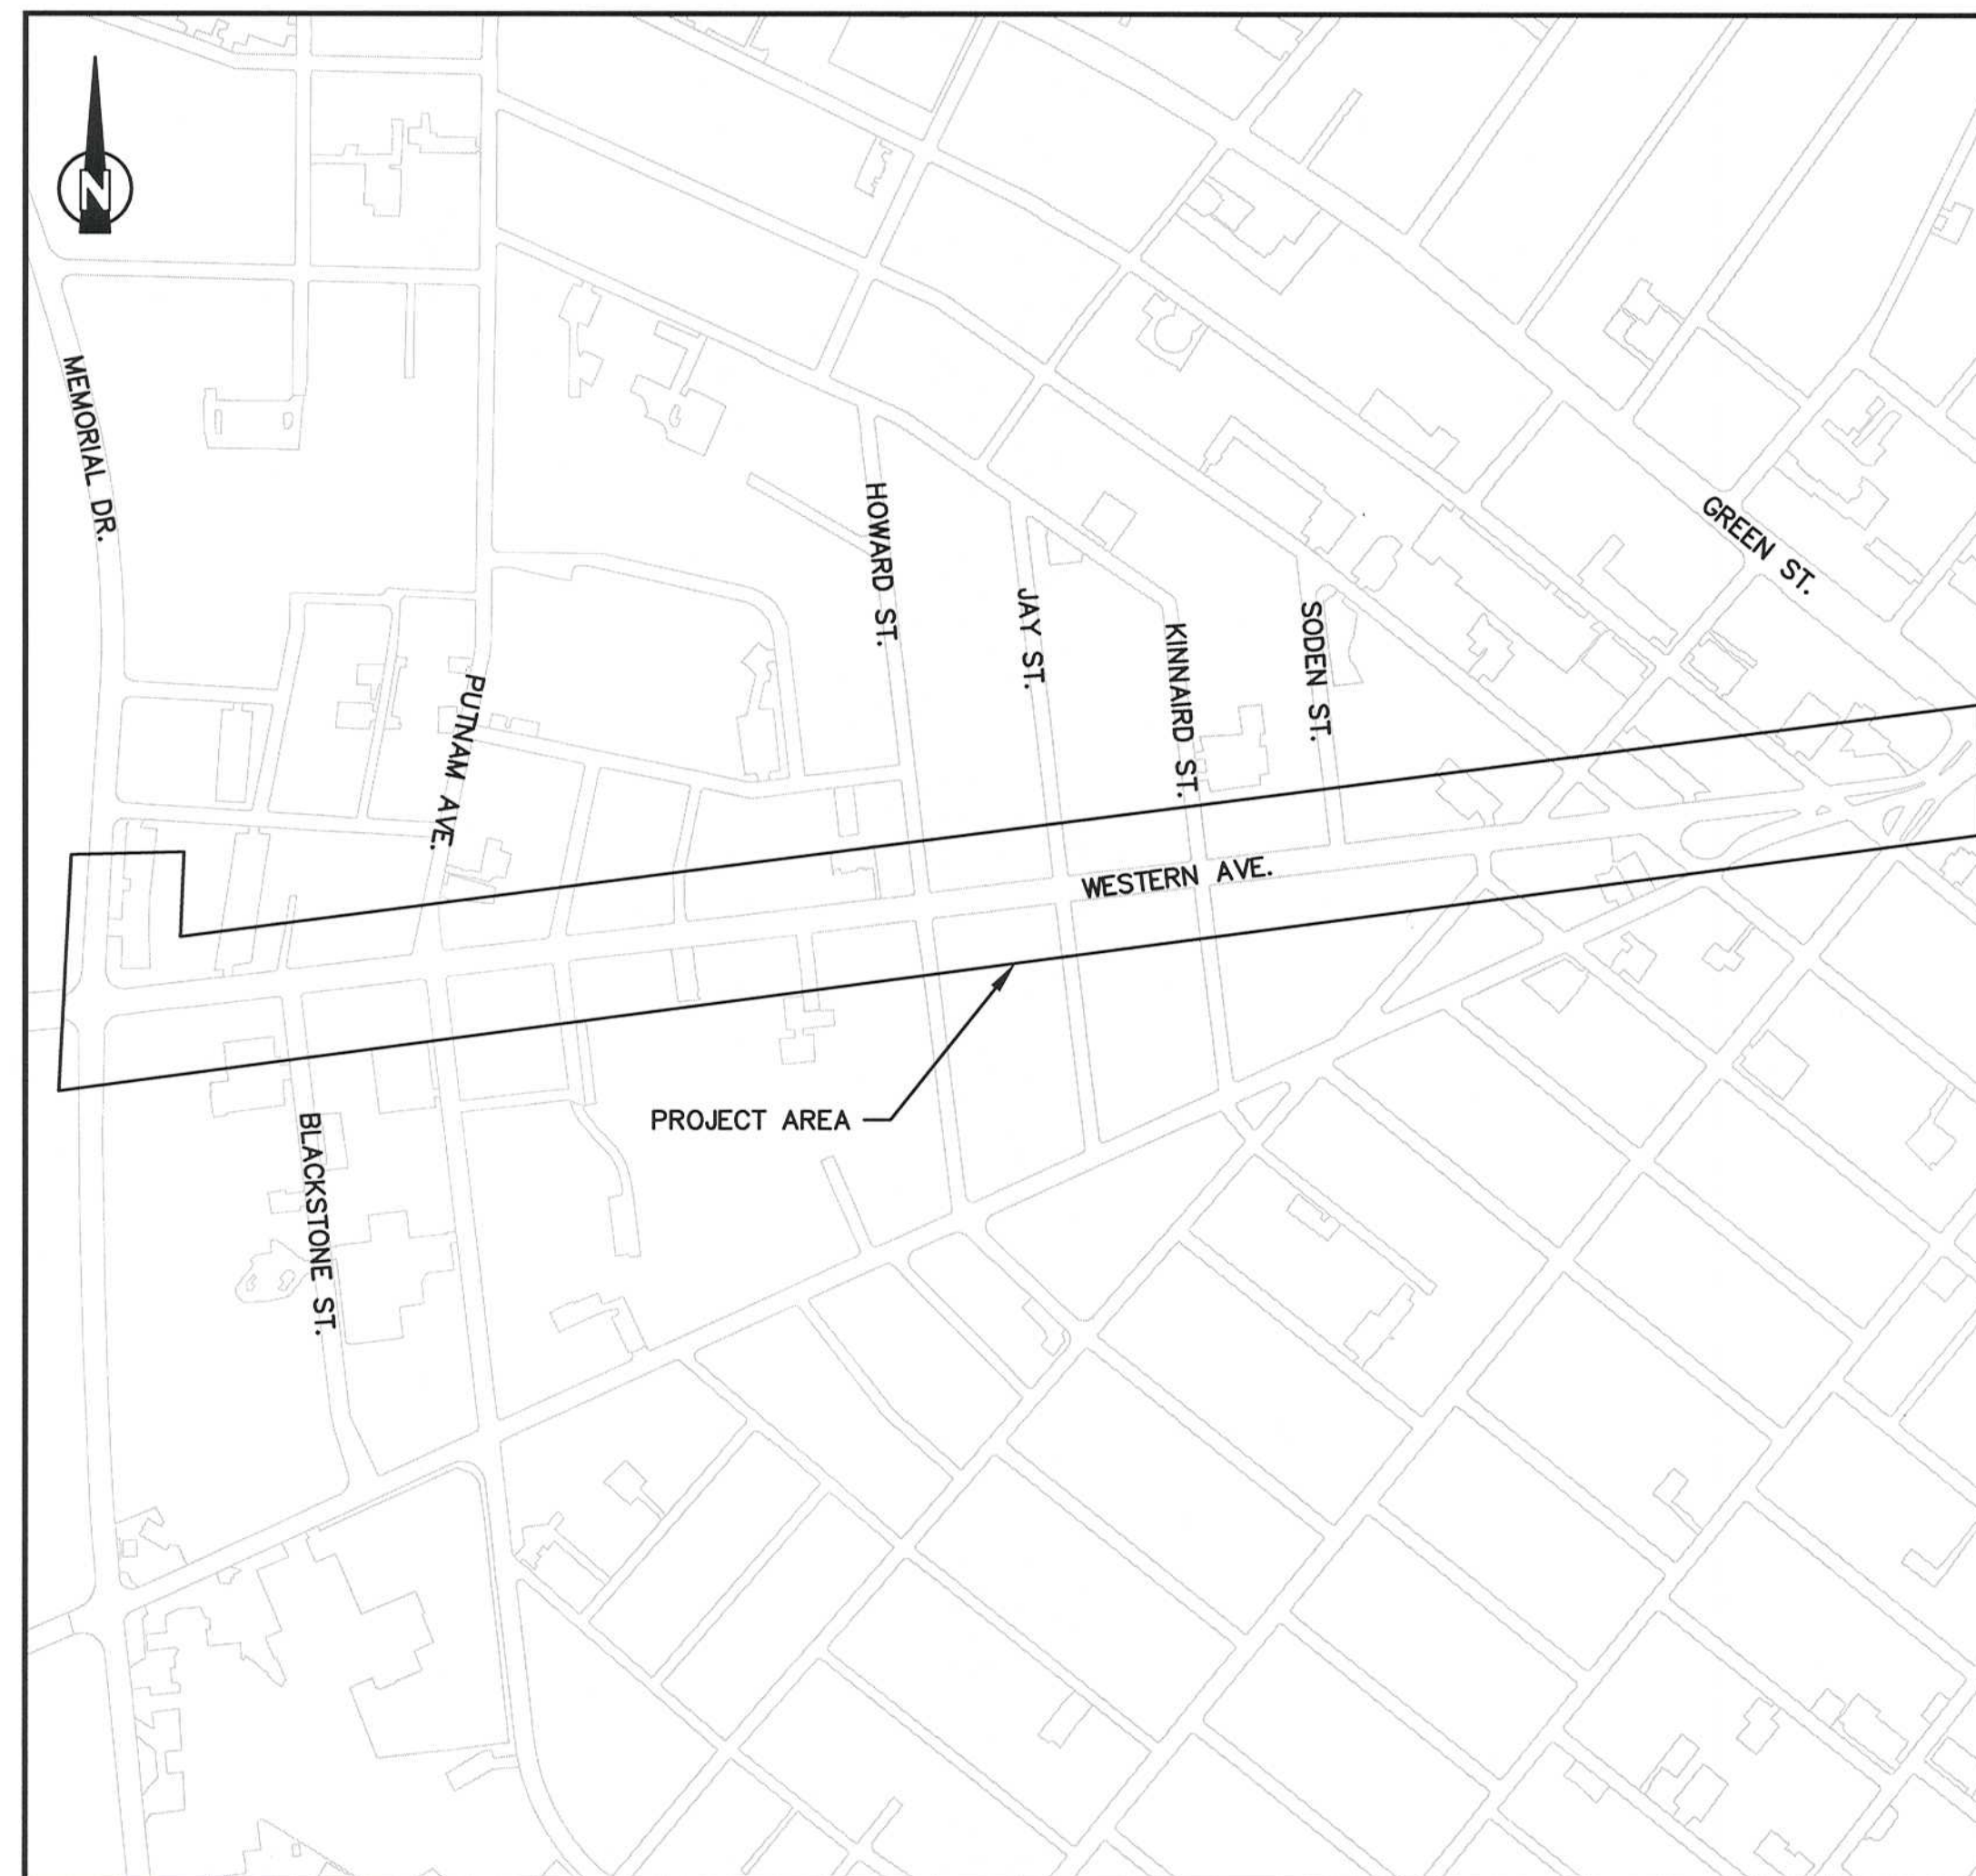 N
MEMORIAL DR.
HOWARD ST.
GREEN ST.
JAY ST.
SODEN ST.
KINNAIRD ST.
PUTNAM AVE.
WESTERN AVE.
PROJECT AREA
BLACKSTONE ST.